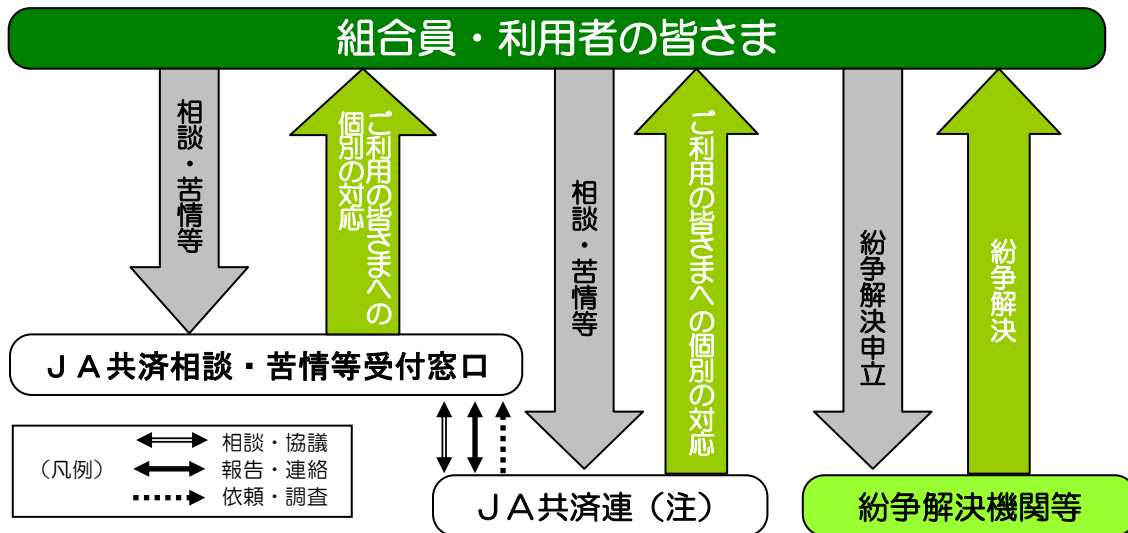 組合員・利用者の皆さま
相談・苦情等
ご利用の皆さまへの
個別の対応
相談・苦情等
ご利用の皆さまへの個別の対応
紛争解決申立
紛争解決
ＪＡ共済相談・苦情等受付窓口
（凡例）
相談・協議
報告・連絡
依頼・調査
ＪＡ共済連（注）
紛争解決機関等